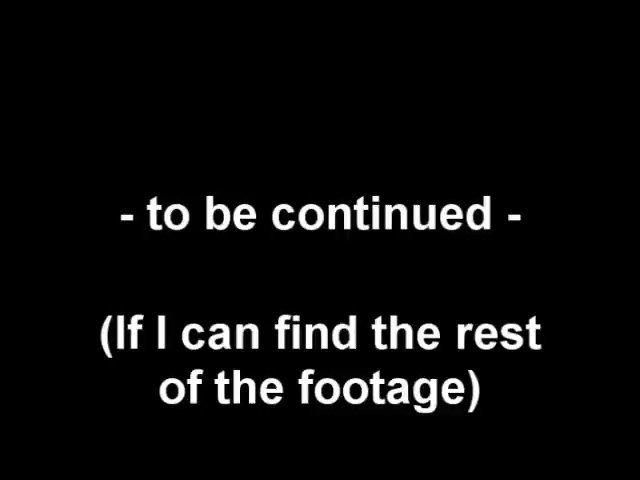 - to be continued -
(If I can find the rest
of the footage)